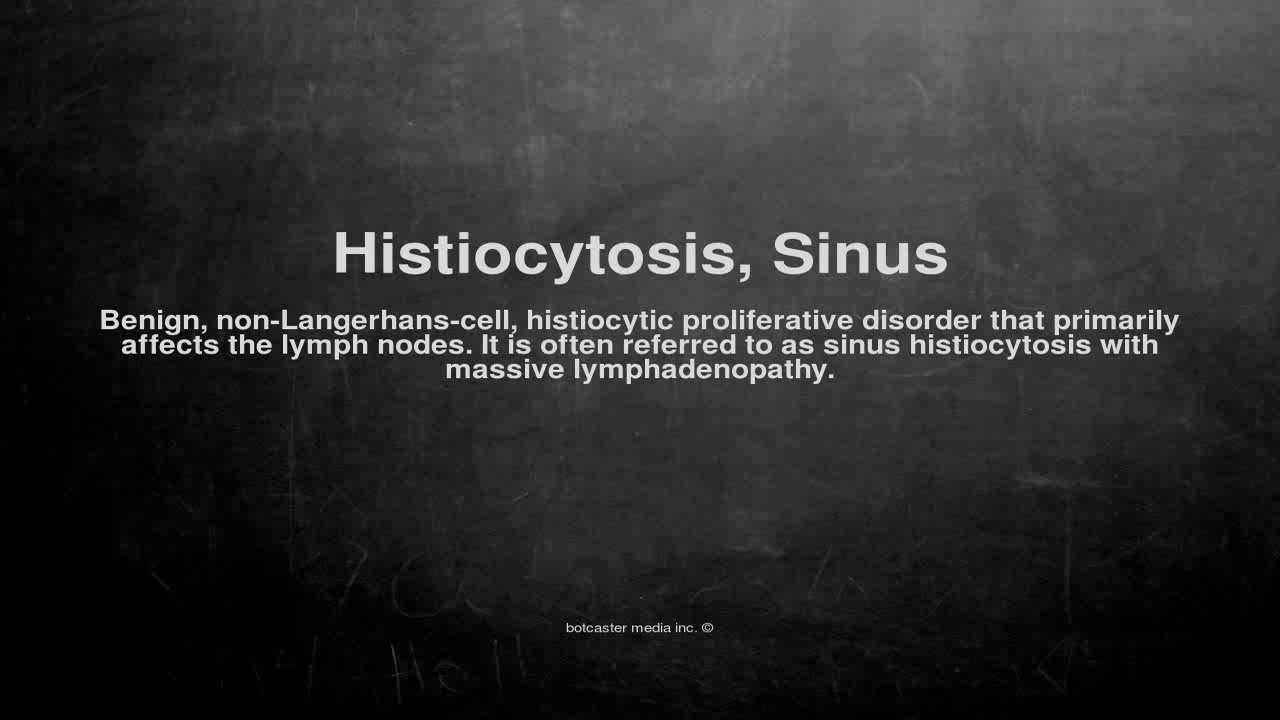 Histiocytosis, Sinus
Benign, non-Langerhans-cell, histiocytic proliferative disorder that primarily
affects the lymph nodes. It is often referred to as sinus histiocytosis with
massive lymphadenopathy.
botcaster media inc. ©